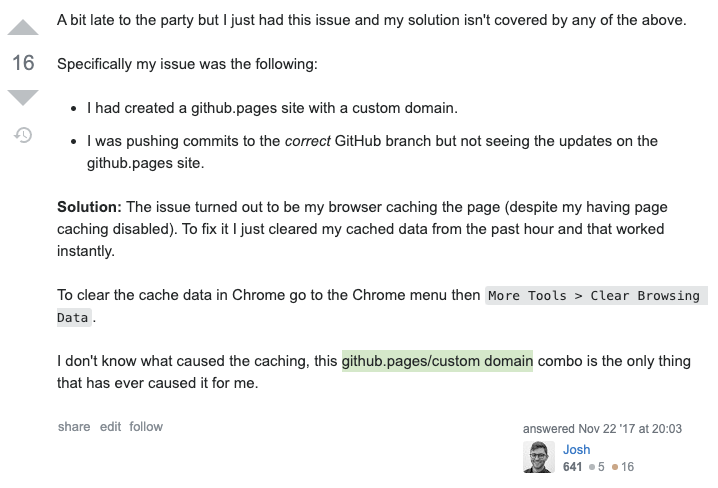 A bit late to the party but I just had this issue and my solution isn't covered by any of the above.
16
Specifically my issue was the following:
• I had created a github.pages site with a custom domain.
• I was pushing commits to the correct GitHub branch but not seeing the updates on the
github.pages site.
Solution: The issue turned out to be my browser caching the page (despite my having page
caching disabled). To fix it I just cleared my cached data from the past hour and that worked
instantly.
To clear the cache data in Chrome go to the Chrome menu then More Tools > Clear Browsing
Data.
I don't know what caused the caching, this github.pages/custom domain combo is the only thing
that has ever caused it for me.
share edit follow
answered Nov 22 '17 at 20:03
Josh
641 ●5 ●16